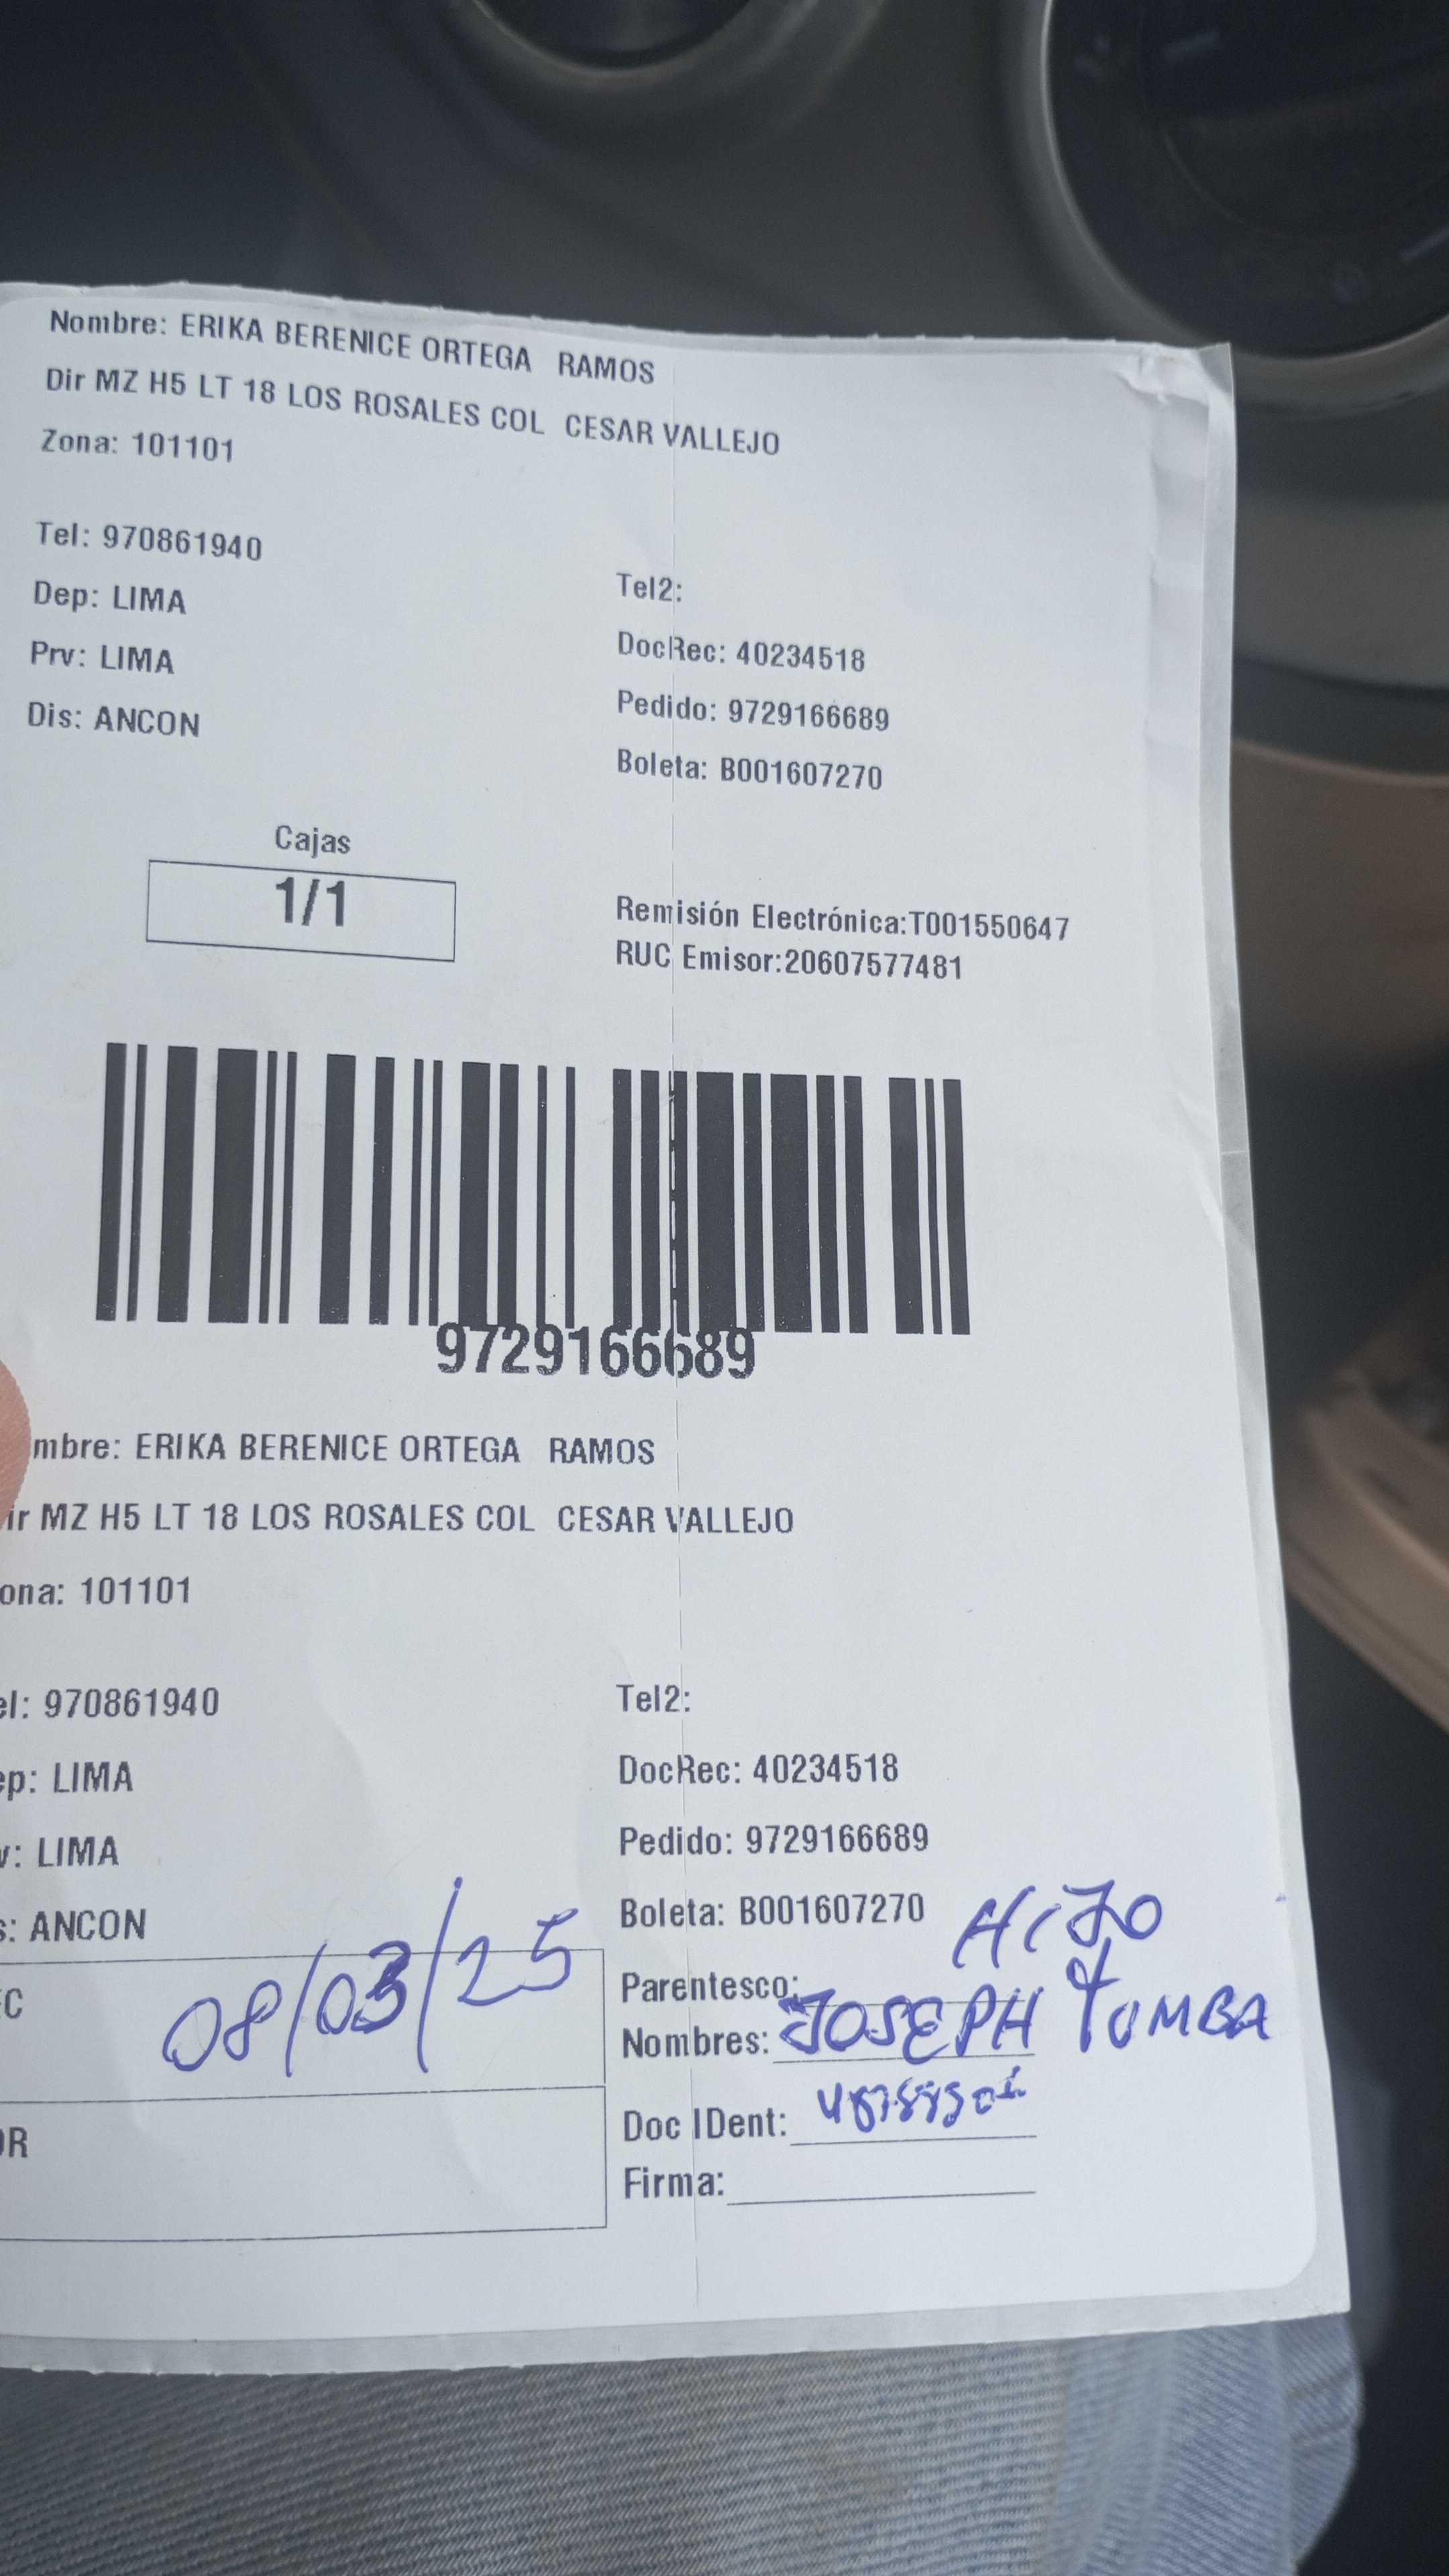 Nombre: ERIKA BERENICE ORTEGA RAMOS
Dir MZ H5 LT 18 LOS ROSALES COL CESAR VALLEJO
Zona: 101101
Tel: 970861940
Tel2:
Dep: LIMA
DocRec: 40234518
Prv: LIMA
Pedido: 9729166689
Dis: ANCON
Boleta: B001607270
Cajas
1/1
Remisión Electrónica:T001550647
RUC Emisor:20607577481
9729166689
mbre: ERIKA BERENICE ORTEGA RAMOS
ir MZ H5 LT 18 LOS ROSALES COL CESAR VALLEJO
ona: 101101
el: 970861940
Tel2:
ep: LIMA
DocRec: 40234518
v: LIMA
Pedido: 9729166689
s: ANCON
Boleta: B001607270
HIJO
C
08/03/25
Parentesco:
Nombres: JOSEPH YUMBA
Doc IDent:
OR
Firma: